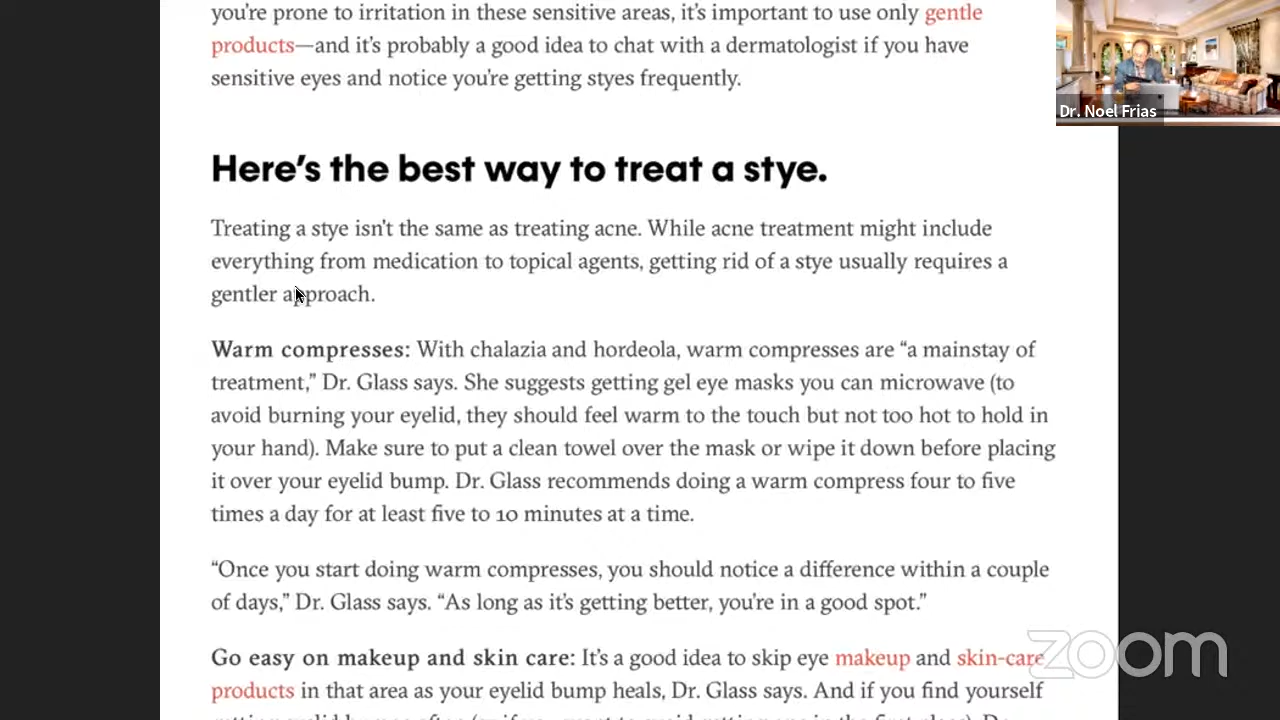 you're prone to irritation in these sensitive areas, it's important to use only gentle
products—and it's probably a good idea to chat with a dermatologist if you have
sensitive eyes and notice you're getting styes frequently.
Dr. Noel Frias
Here's the best way to treat a stye.
Treating a stye isn't the same as treating acne. While acne treatment might include
everything from medication to topical agents, getting rid of a stye usually requires a
gentler approach.
Warm compresses: With chalazia and hordeola, warm compresses are “a mainstay of
treatment,” Dr. Glass says. She suggests getting gel eye masks you can microwave (to
avoid burning your eyelid, they should feel warm to the touch but not too hot to hold in
your hand). Make sure to put a clean towel over the mask or wipe it down before placing
it over your eyelid bump. Dr. Glass recommends doing a warm compress four to five
times a day for at least five to 10 minutes at a time.
“Once you start doing warm compresses, you should notice a difference within a couple
of days,” Dr. Glass says. “As long as it's getting better, you're in a good spot.”
Go easy on makeup and skin care: It's a good idea to skip eye makeup and skin-care
products in that area as your eyelid bump heals, Dr. Glass says. And if you find yourself
zoom